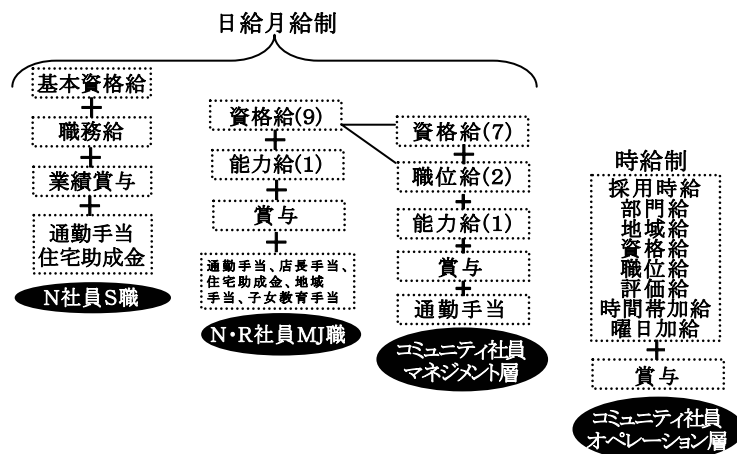 日給月給制
基本資格給
+
職務給
+
業績賞与
+
通勤手当
住宅助成金
N社員S職
資格給(9)
+
能力給(1)
+
賞与
+
通勤手当、店長手当、
住宅助成金、地域
手当、子女教育手当
N・R社員MJ職
資格給(7)
+
職位給(2)
+
能力給(1)
+
賞与
+
通勤手当
コミュニティ社員
マネジメント層
時給制
採用時給
部門給
地域給
資格給
職位給
評価給
時間帯加給
曜日加給
+
賞与
コミュニティ社員
オペレーション層